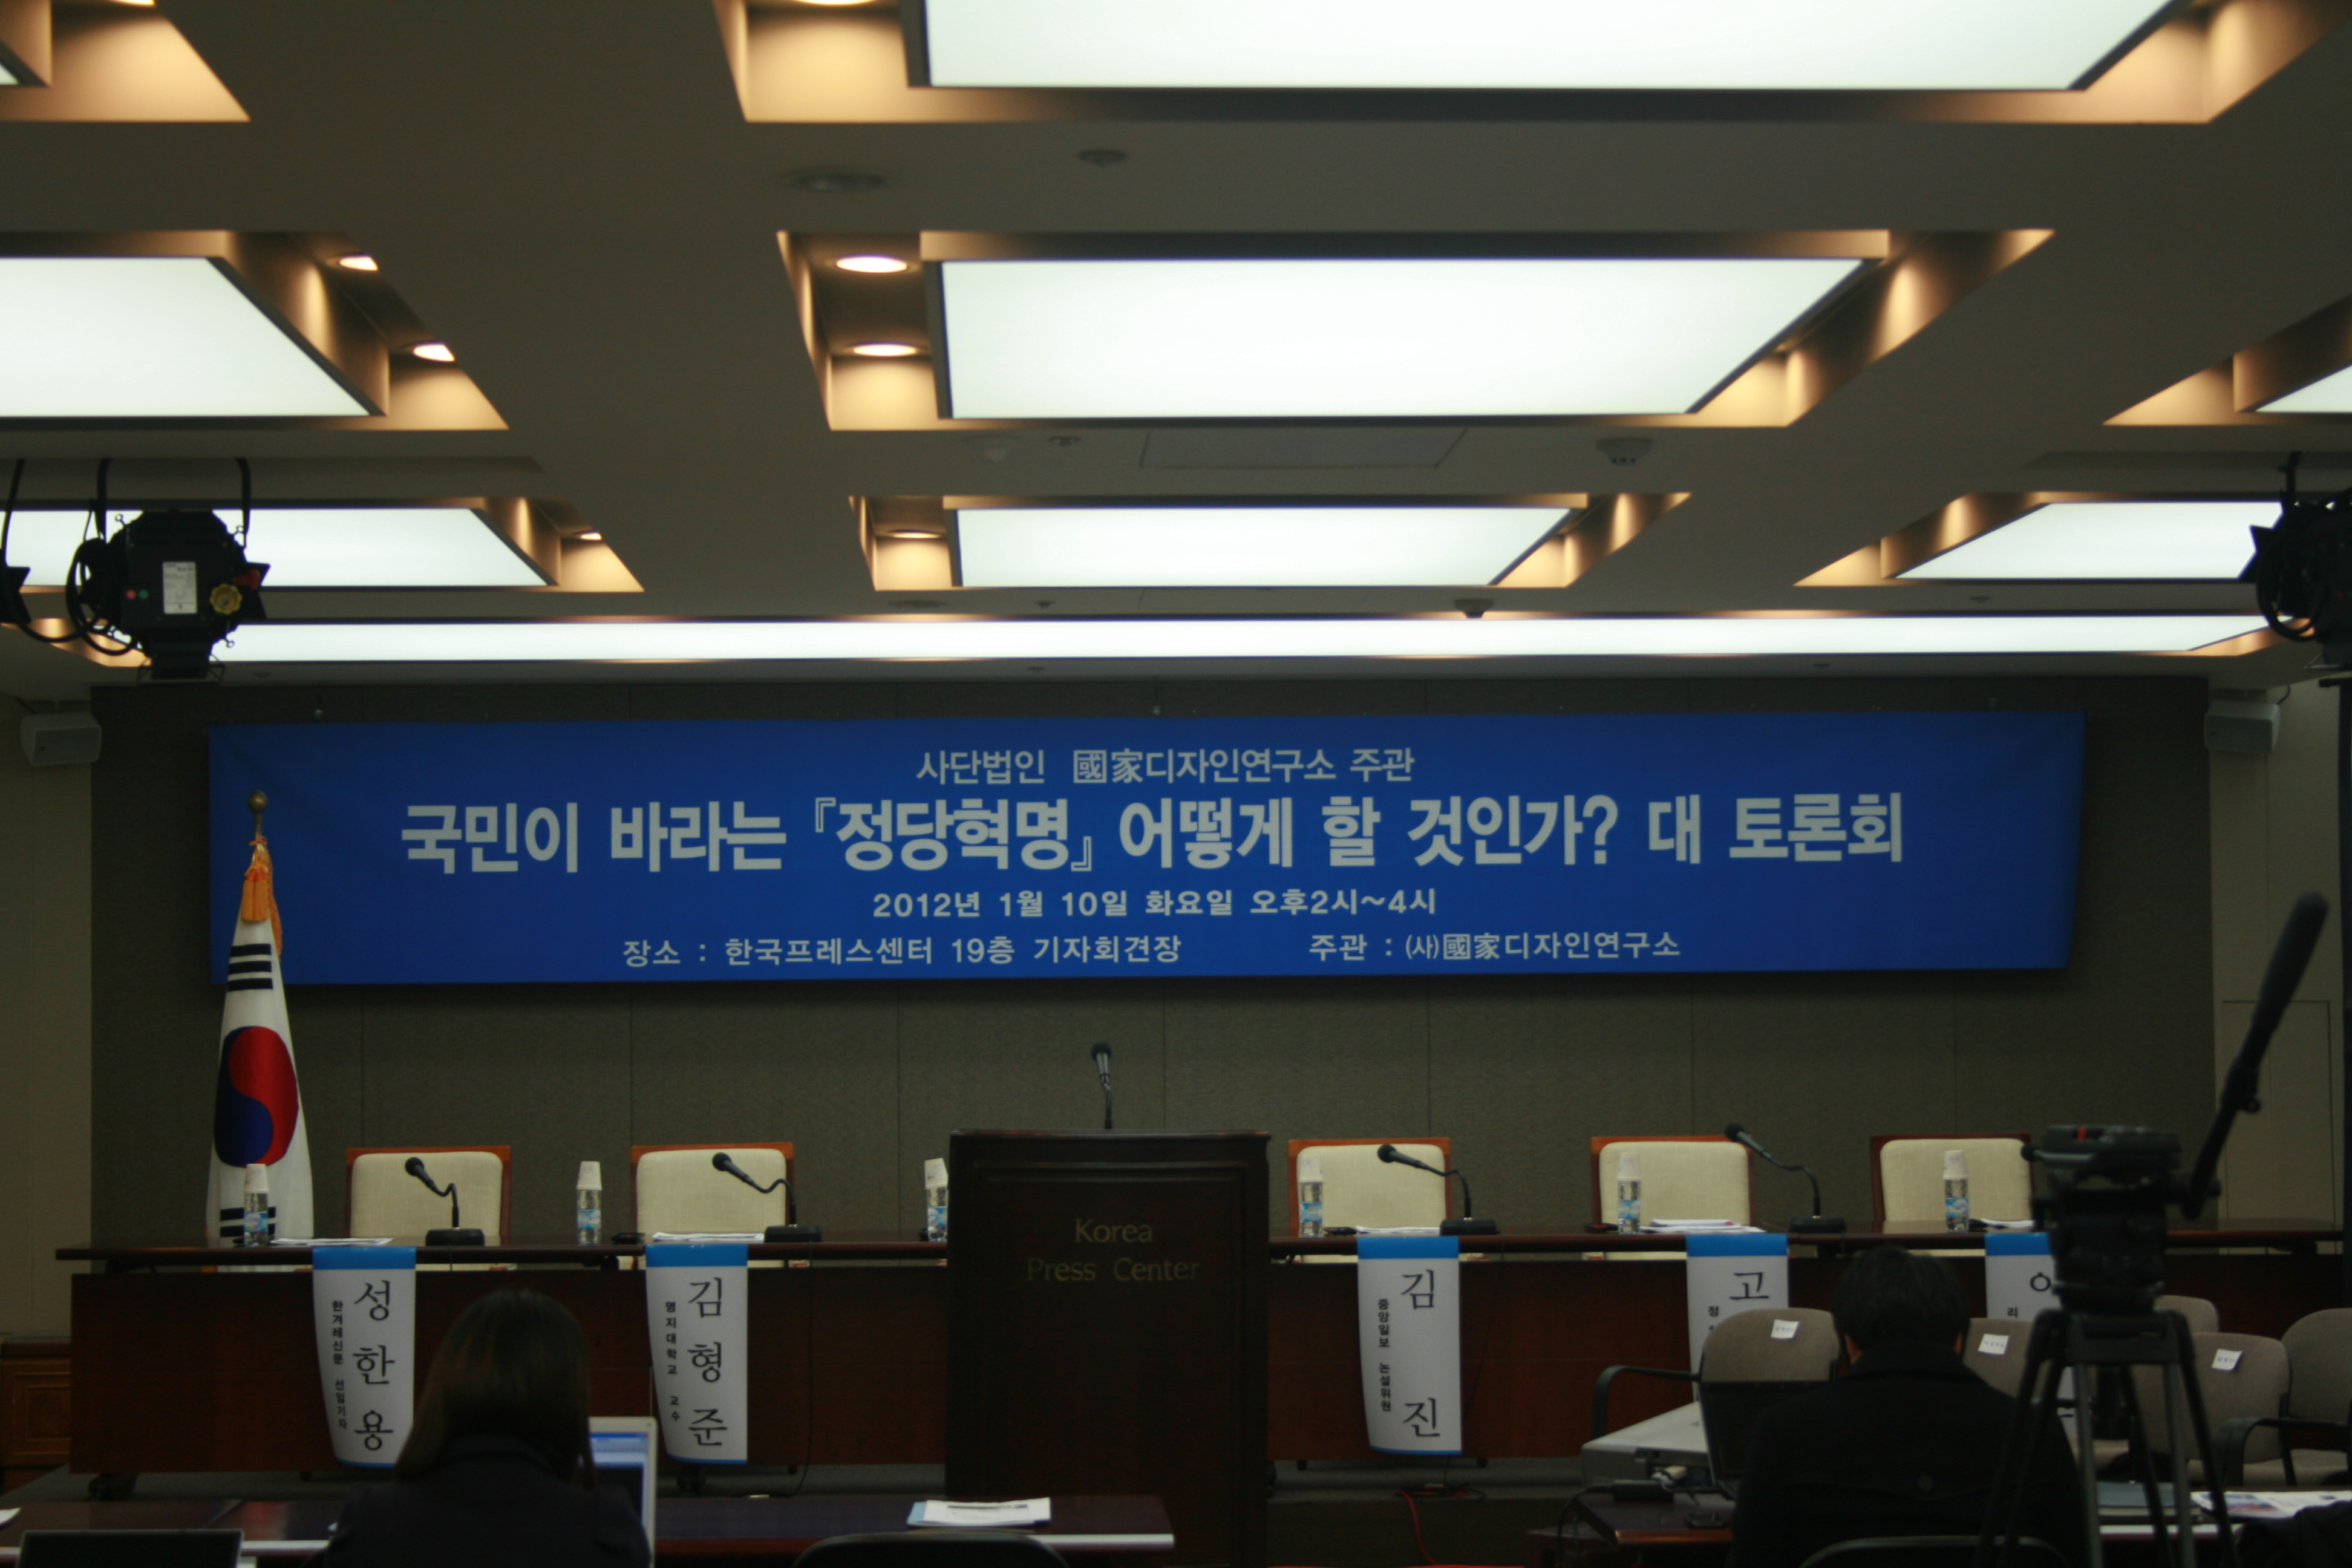 사단법인 國家디자인연구소 주관
국민이 바라는 『정당혁명』 어떻게 할 것인가? 대 토론회
2012년 1월 10일 화요일 오후2시~4시
장소 : 한국프레스센터 19층 기자회견장 주관 : (사)國家디자인연구소
Korea
Press Center
성한용
한겨레신문 선임기자
김형준
명지대학교 교수
김 진
중앙일보 논설위원
고
정
리